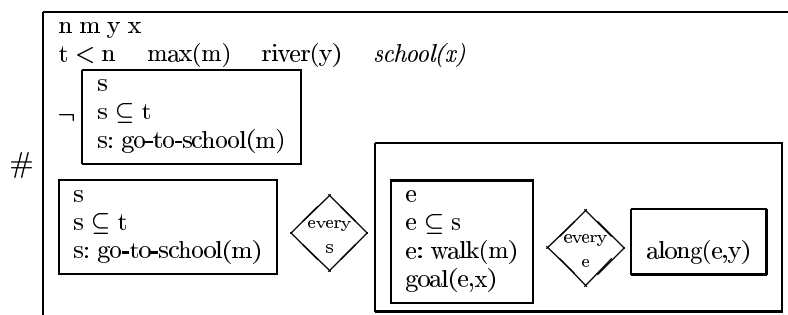 n m y x
t < n max(m) river(y) school(x)
s
s ⊆ t
¬
s: go-to-school(m)
#
s
s ⊆ t
s: go-to-school(m)
every
s
e
e ⊆ s
e: walk(m)
goal(e,x)
every
e
along(e,y)